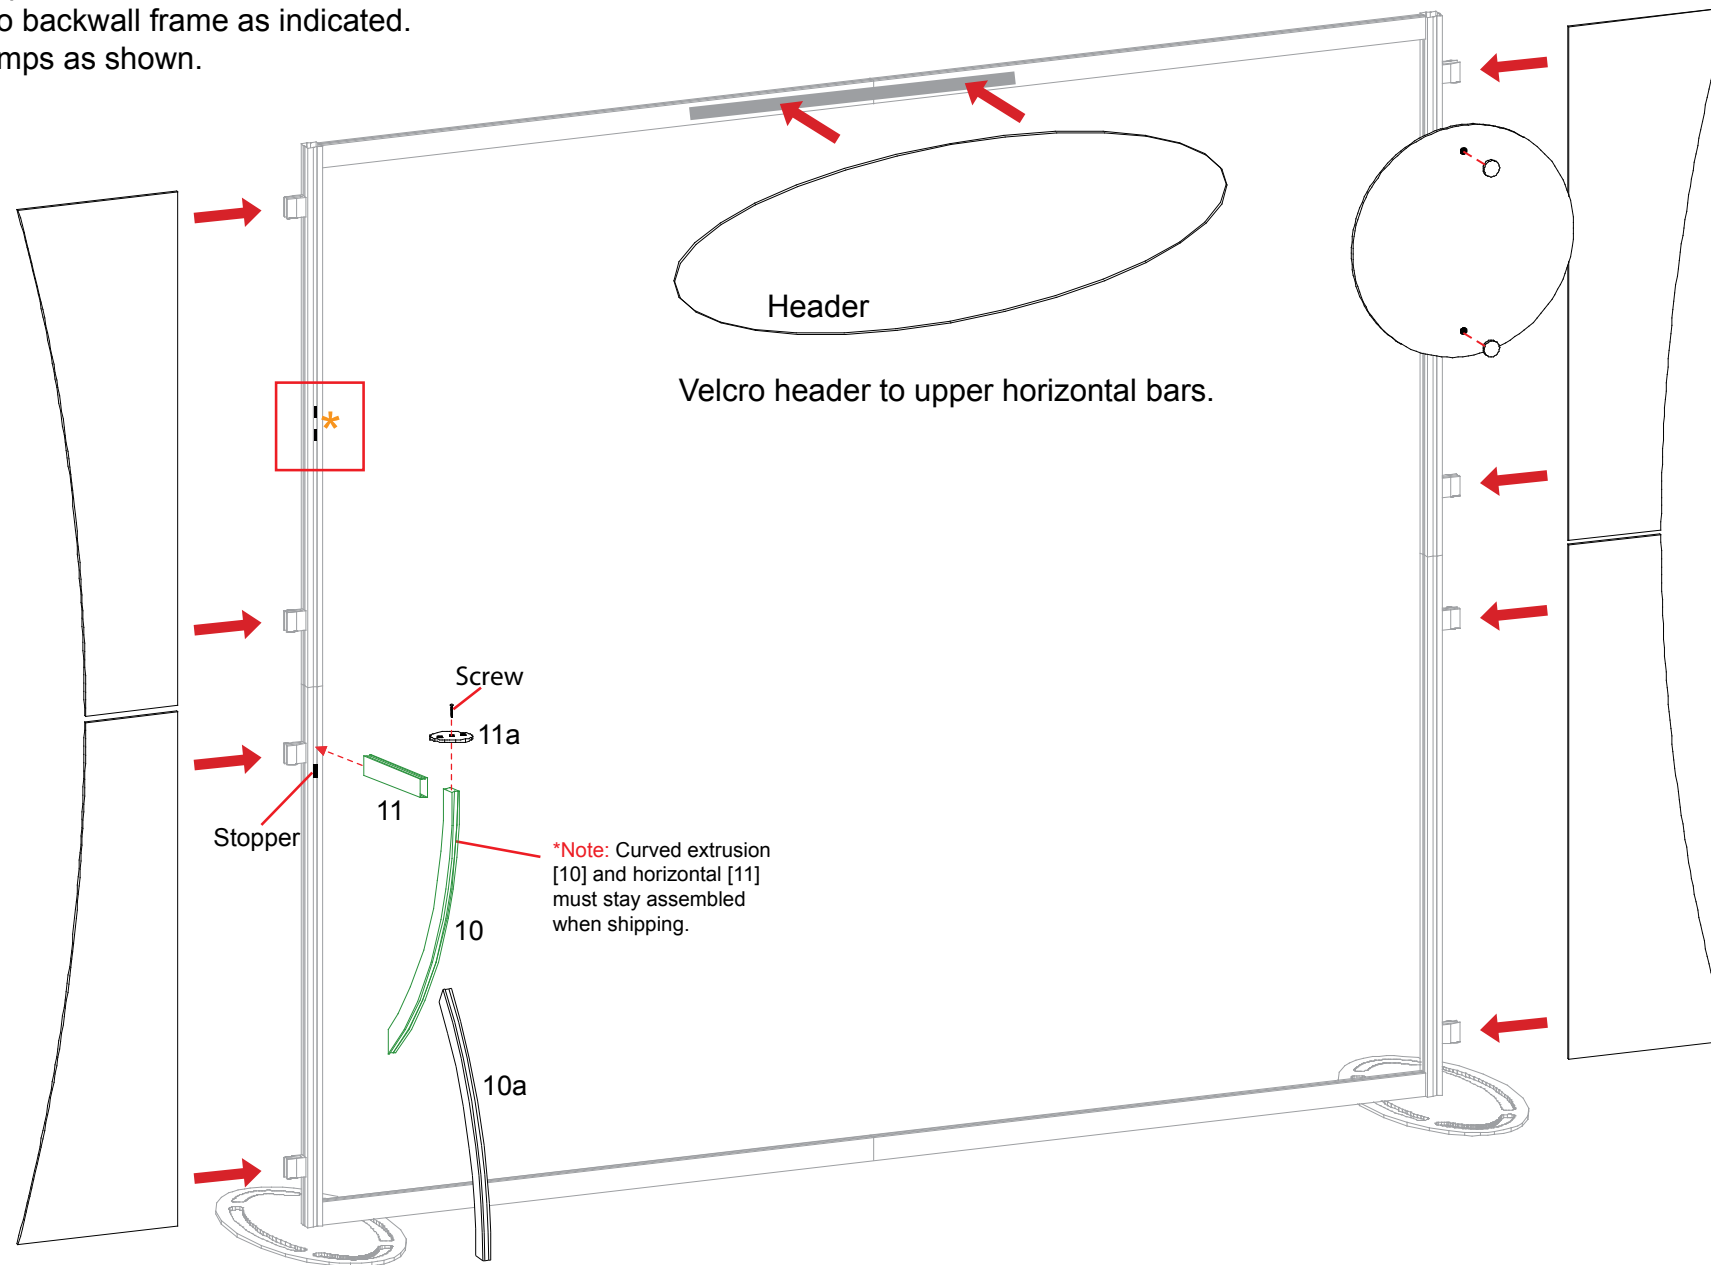 o backwall frame as indicated.
mps as shown.
Header
Velcro header to upper horizontal bars.
*
Screw
11a
11
Stopper
*Note: Curved extrusion
[10] and horizontal [11]
must stay assembled
when shipping.
10
10a